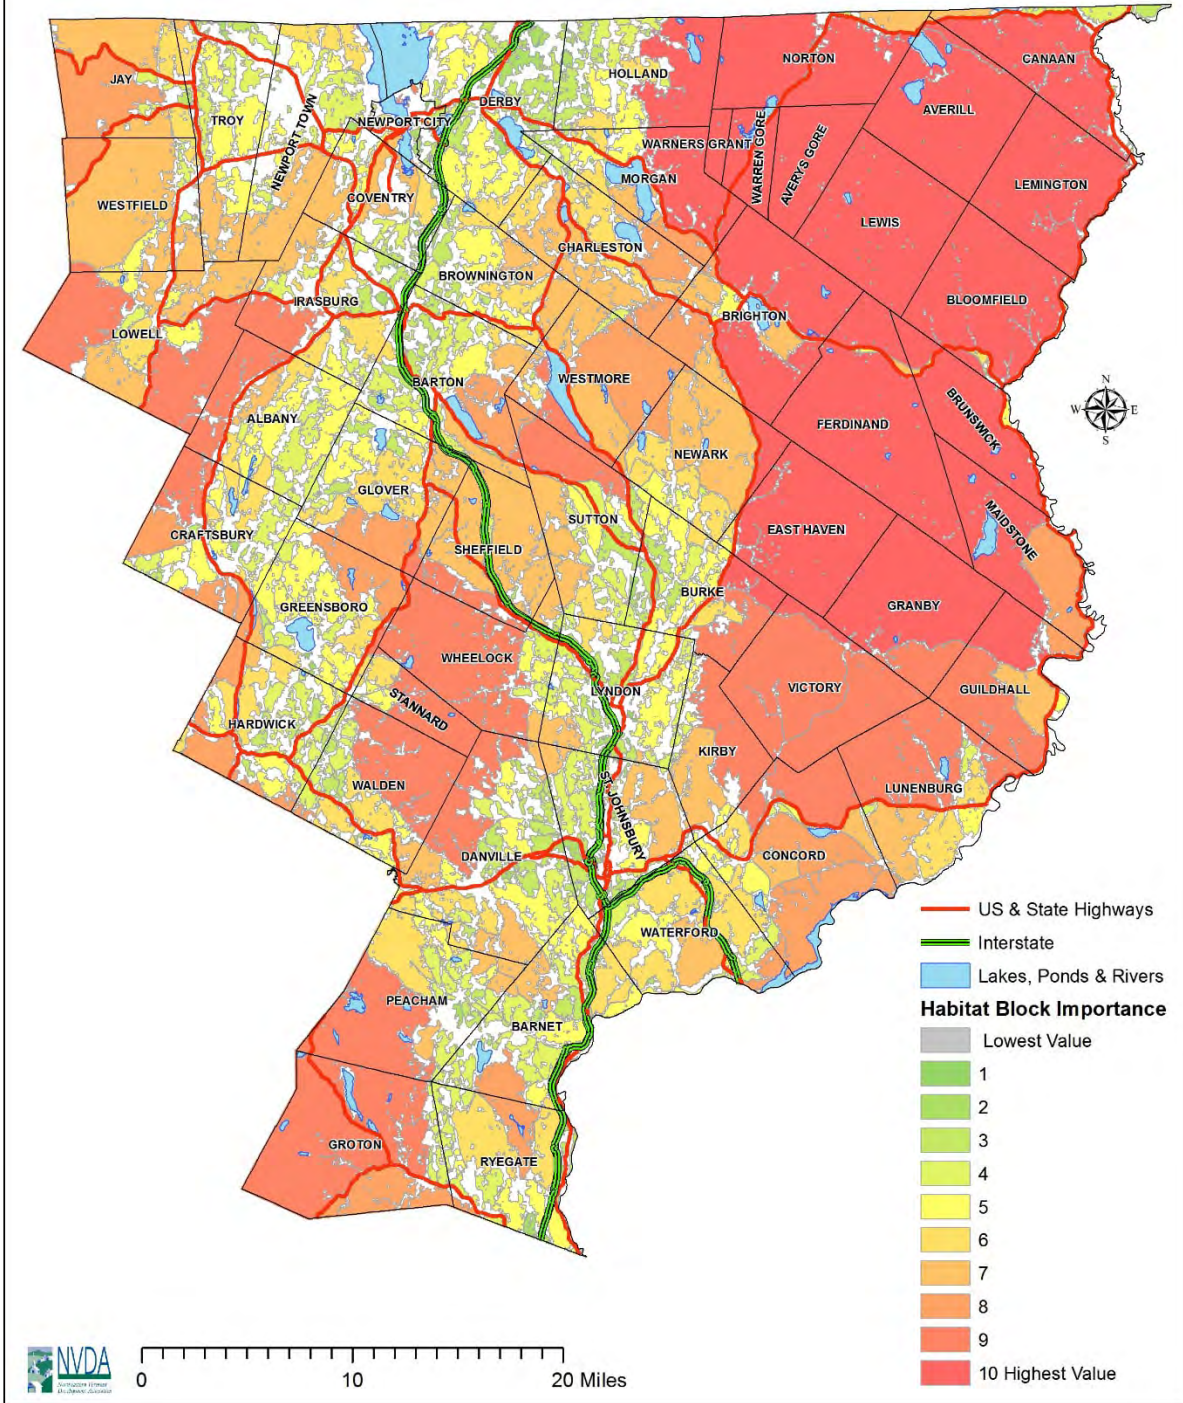 NORTON
CANAAN
HOLLAND
JAY
DERBY
AVERILL
TROY
NEWPORT TOWN
NEWPORT CITY
WARNERS GRANT
WARREN GORE
AVERYS GORE
MORGAN
LEMINGTON
WESTFIELD
COVENTRY
LEWIS
CHARLESTON
BROWNINGTON
IRASBURG
BLOOMFIELD
BRIGHTON
LOWELL
N
W
E
S
BARTON
WESTMORE
BRUNSWICK
ALBANY
FERDINAND
NEWARK
GLOVER
SUTTON
MAIDSTONE
CRAFTSBURY
EAST HAVEN
SHEFFIELD
BURKE
GREENSBORO
GRANBY
WHEELOCK
VICTORY
GUILDHALL
LYNDON
STANNARD
HARDWICK
KIRBY
WALDEN
LUNENBURG
ST. JOHNSBURY
DANVILLE
CONCORD
WATERFORD
PEACHAM
BARNET
GROTON
RYEGATE
US & State Highways
Interstate
Lakes, Ponds & Rivers
Habitat Block Importance
Lowest Value
1
2
3
4
5
6
7
8
9
10 Highest Value
NVDA
0 10 20 Miles